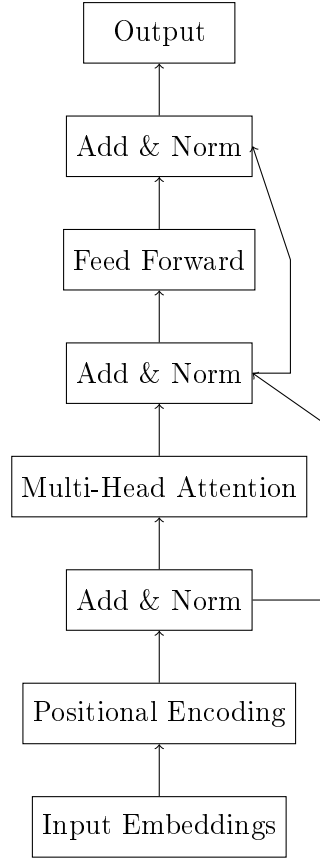 Output
Add & Norm
Feed Forward
Add & Norm
Multi-Head Attention
Add & Norm
Positional Encoding
Input Embeddings